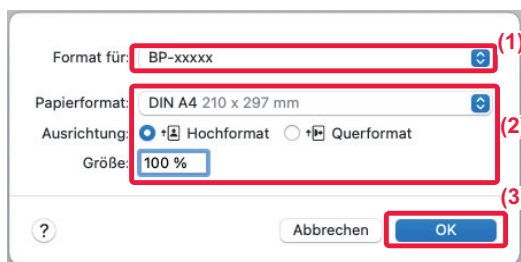 Format für: BP-xxxxx (1)
Papierformat: DIN A4 210 x 297 mm
Ausrichtung: Hochformat Querformat (2)
Größe: 100 %
(3
? Abbrechen OK